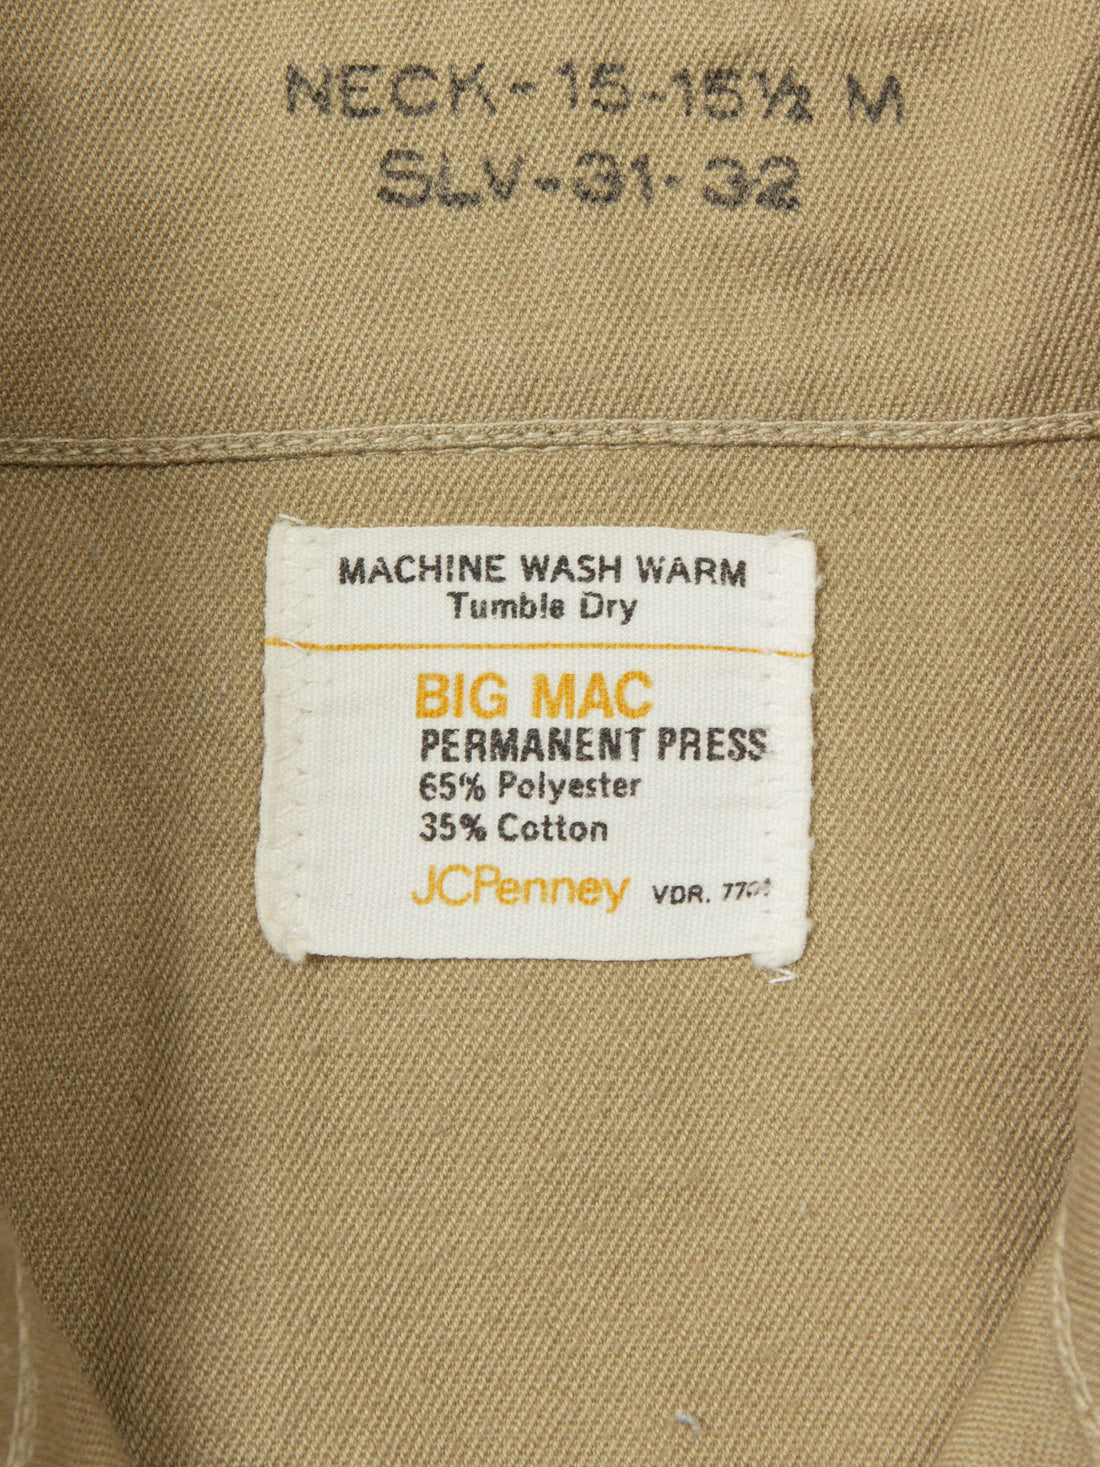 NECK-15-15½ M
SLV-31-32
MACHINE WASH WARM
Tumble Dry
BIG MAC
PERMANENT PRESS
65% Polyester
35% Cotton
JCPenney VDR.